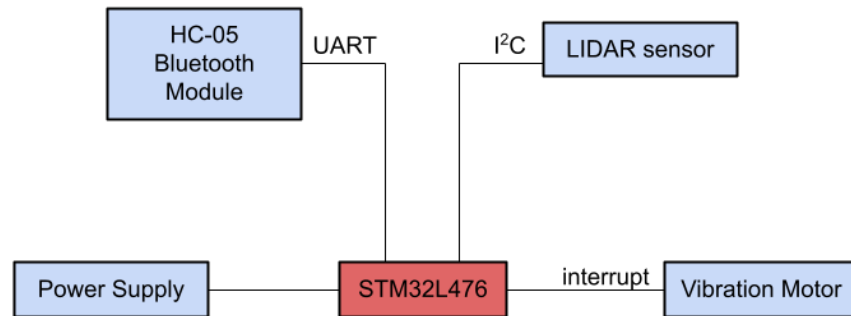 HC-05
Bluetooth
Module
UART
I²C
LIDAR sensor
Power Supply
STM32L476
interrupt
Vibration Motor